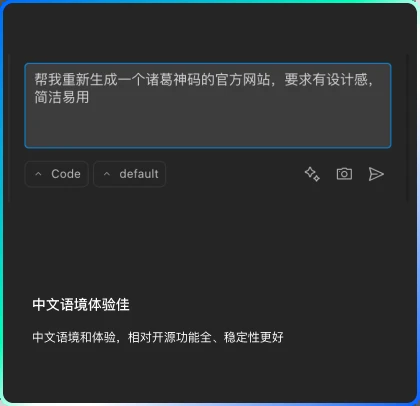 帮我重新生成一个诸葛神码的官方网站，要求有设计感，
简洁易用
Code
default
中文语境体验佳
中文语境和体验，相对开源功能全、稳定性更好